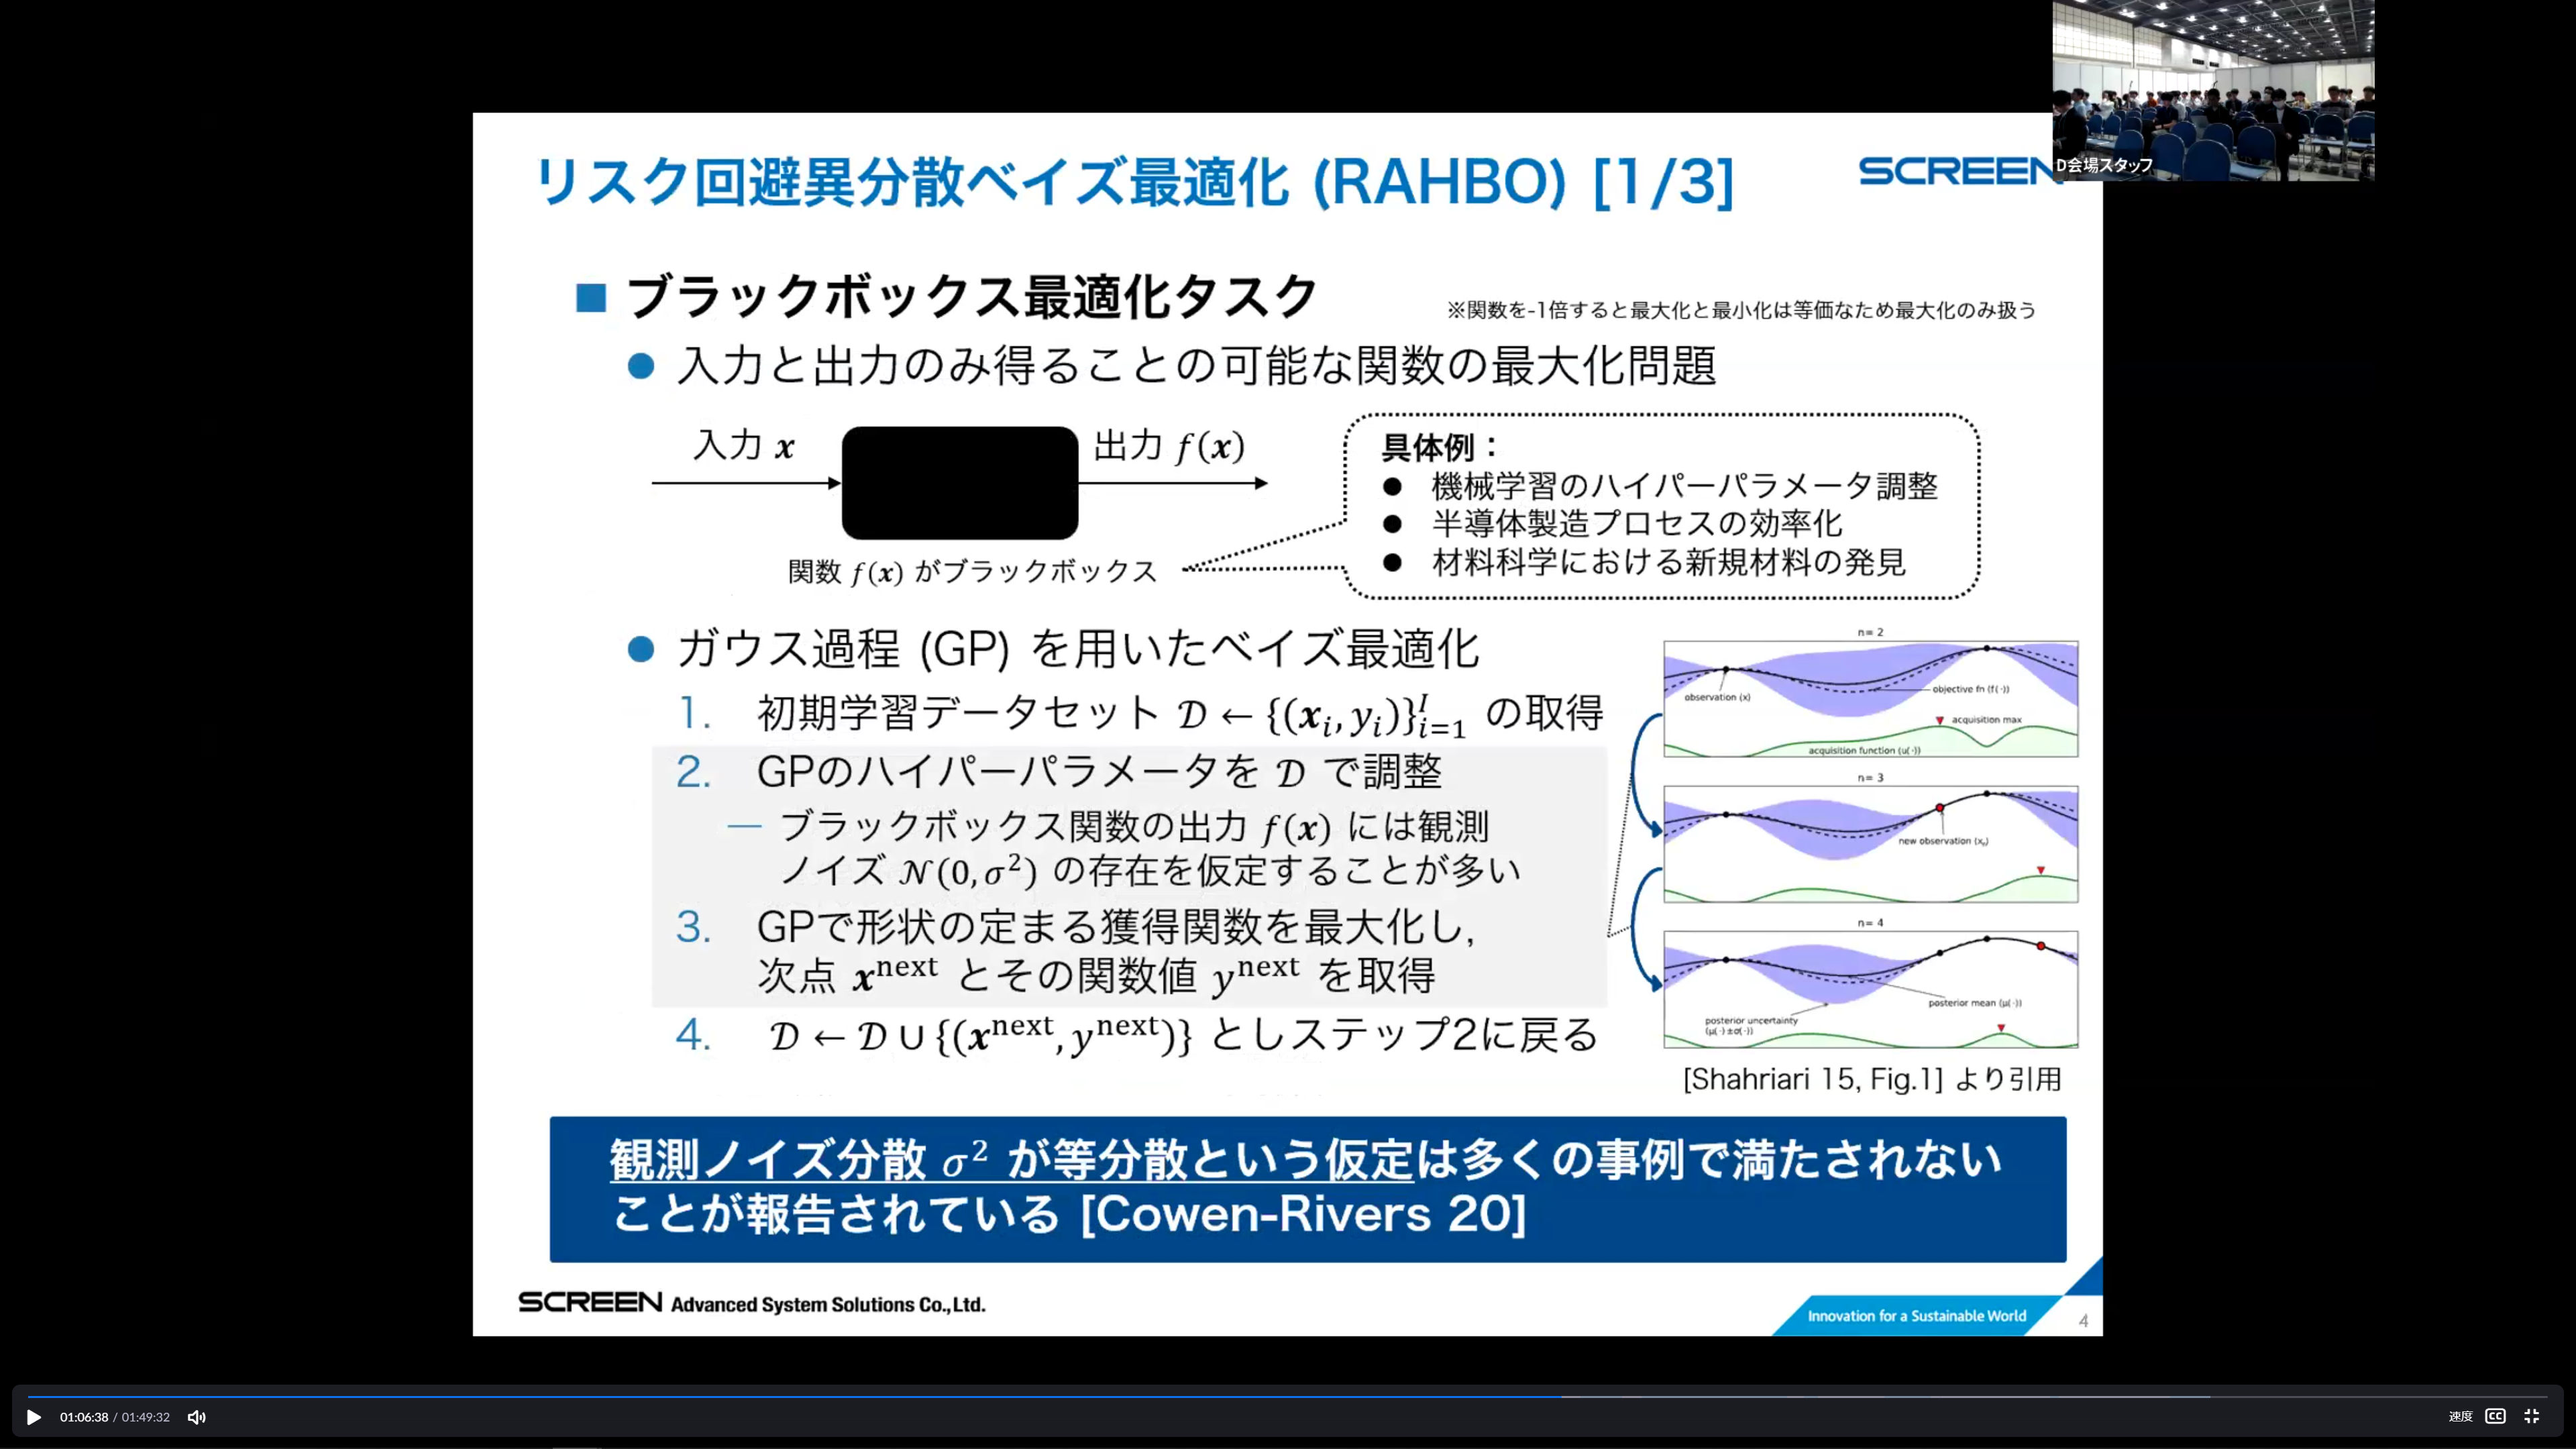 リスク回避異分散ベイズ最適化 (RAHBO) [1/3]
SCREEN
D会場スタッフ
■ ブラックボックス最適化タスク
※関数を-1倍すると最大化と最小化は等価なため最大化のみ扱う
● 入力と出力のみ得ることの可能な関数の最大化問題
入力 x
出力 f(x)
関数 f(x) がブラックボックス
具体例：
● 機械学習のハイパーパラメータ調整
● 半導体製造プロセスの効率化
● 材料科学における新規材料の発見
● ガウス過程 (GP) を用いたベイズ最適化
1. 初期学習データセット 𝒟 ← {(x_i, y_i)}_{i=1}^I の取得
2. GPのハイパーパラメータを 𝒟 で調整
— ブラックボックス関数の出力 f(x) には観測
ノイズ 𝒩(0, σ²) の存在を仮定することが多い
3. GPで形状の定まる獲得関数を最大化し,
次点 x^next とその関数値 y^next を取得
4. 𝒟 ← 𝒟 ∪ {(x^next, y^next)} としステップ2に戻る
n= 2
observation (x)
objective fn (f(·))
acquisition max
acquisition function (u(·))
n= 3
new observation (x_t)
n= 4
posterior mean (μ(·))
posterior uncertainty
(μ(·)±σ(·))
[Shahriari 15, Fig.1] より引用
観測ノイズ分散 σ² が等分散という仮定は多くの事例で満たされない
ことが報告されている [Cowen-Rivers 20]
SCREEN Advanced System Solutions Co.,Ltd.
Innovation for a Sustainable World
4
01:06:38 / 01:49:32
速度
CC